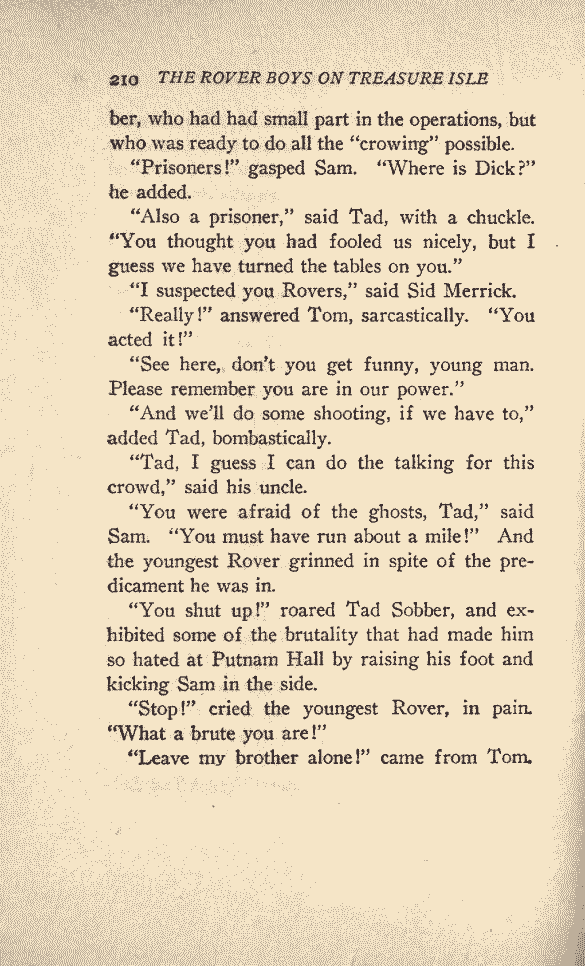 210 THE ROVER BOYS ON TREASURE ISLE
ber, who had had small part in the operations, but
who was ready to do all the “crowing” possible.
“Prisoners!” gasped Sam. “Where is Dick?”
he added.
“Also a prisoner,” said Tad, with a chuckle.
“You thought you had fooled us nicely, but I
guess we have turned the tables on you.”
“I suspected you Rovers,” said Sid Merrick.
“Really!” answered Tom, sarcastically. “You
acted it!”
“See here, don’t you get funny, young man.
Please remember you are in our power.”
“And we’ll do some shooting, if we have to,”
added Tad, bombastically.
“Tad, I guess I can do the talking for this
crowd,” said his uncle.
“You were afraid of the ghosts, Tad,” said
Sam. “You must have run about a mile!” And
the youngest Rover grinned in spite of the pre-
dicament he was in.
“You shut up!” roared Tad Sobber, and ex-
hibited some of the brutality that had made him
so hated at Putnam Hall by raising his foot and
kicking Sam in the side.
“Stop!” cried the youngest Rover, in pain.
“What a brute you are!”
“Leave my brother alone!” came from Tom.